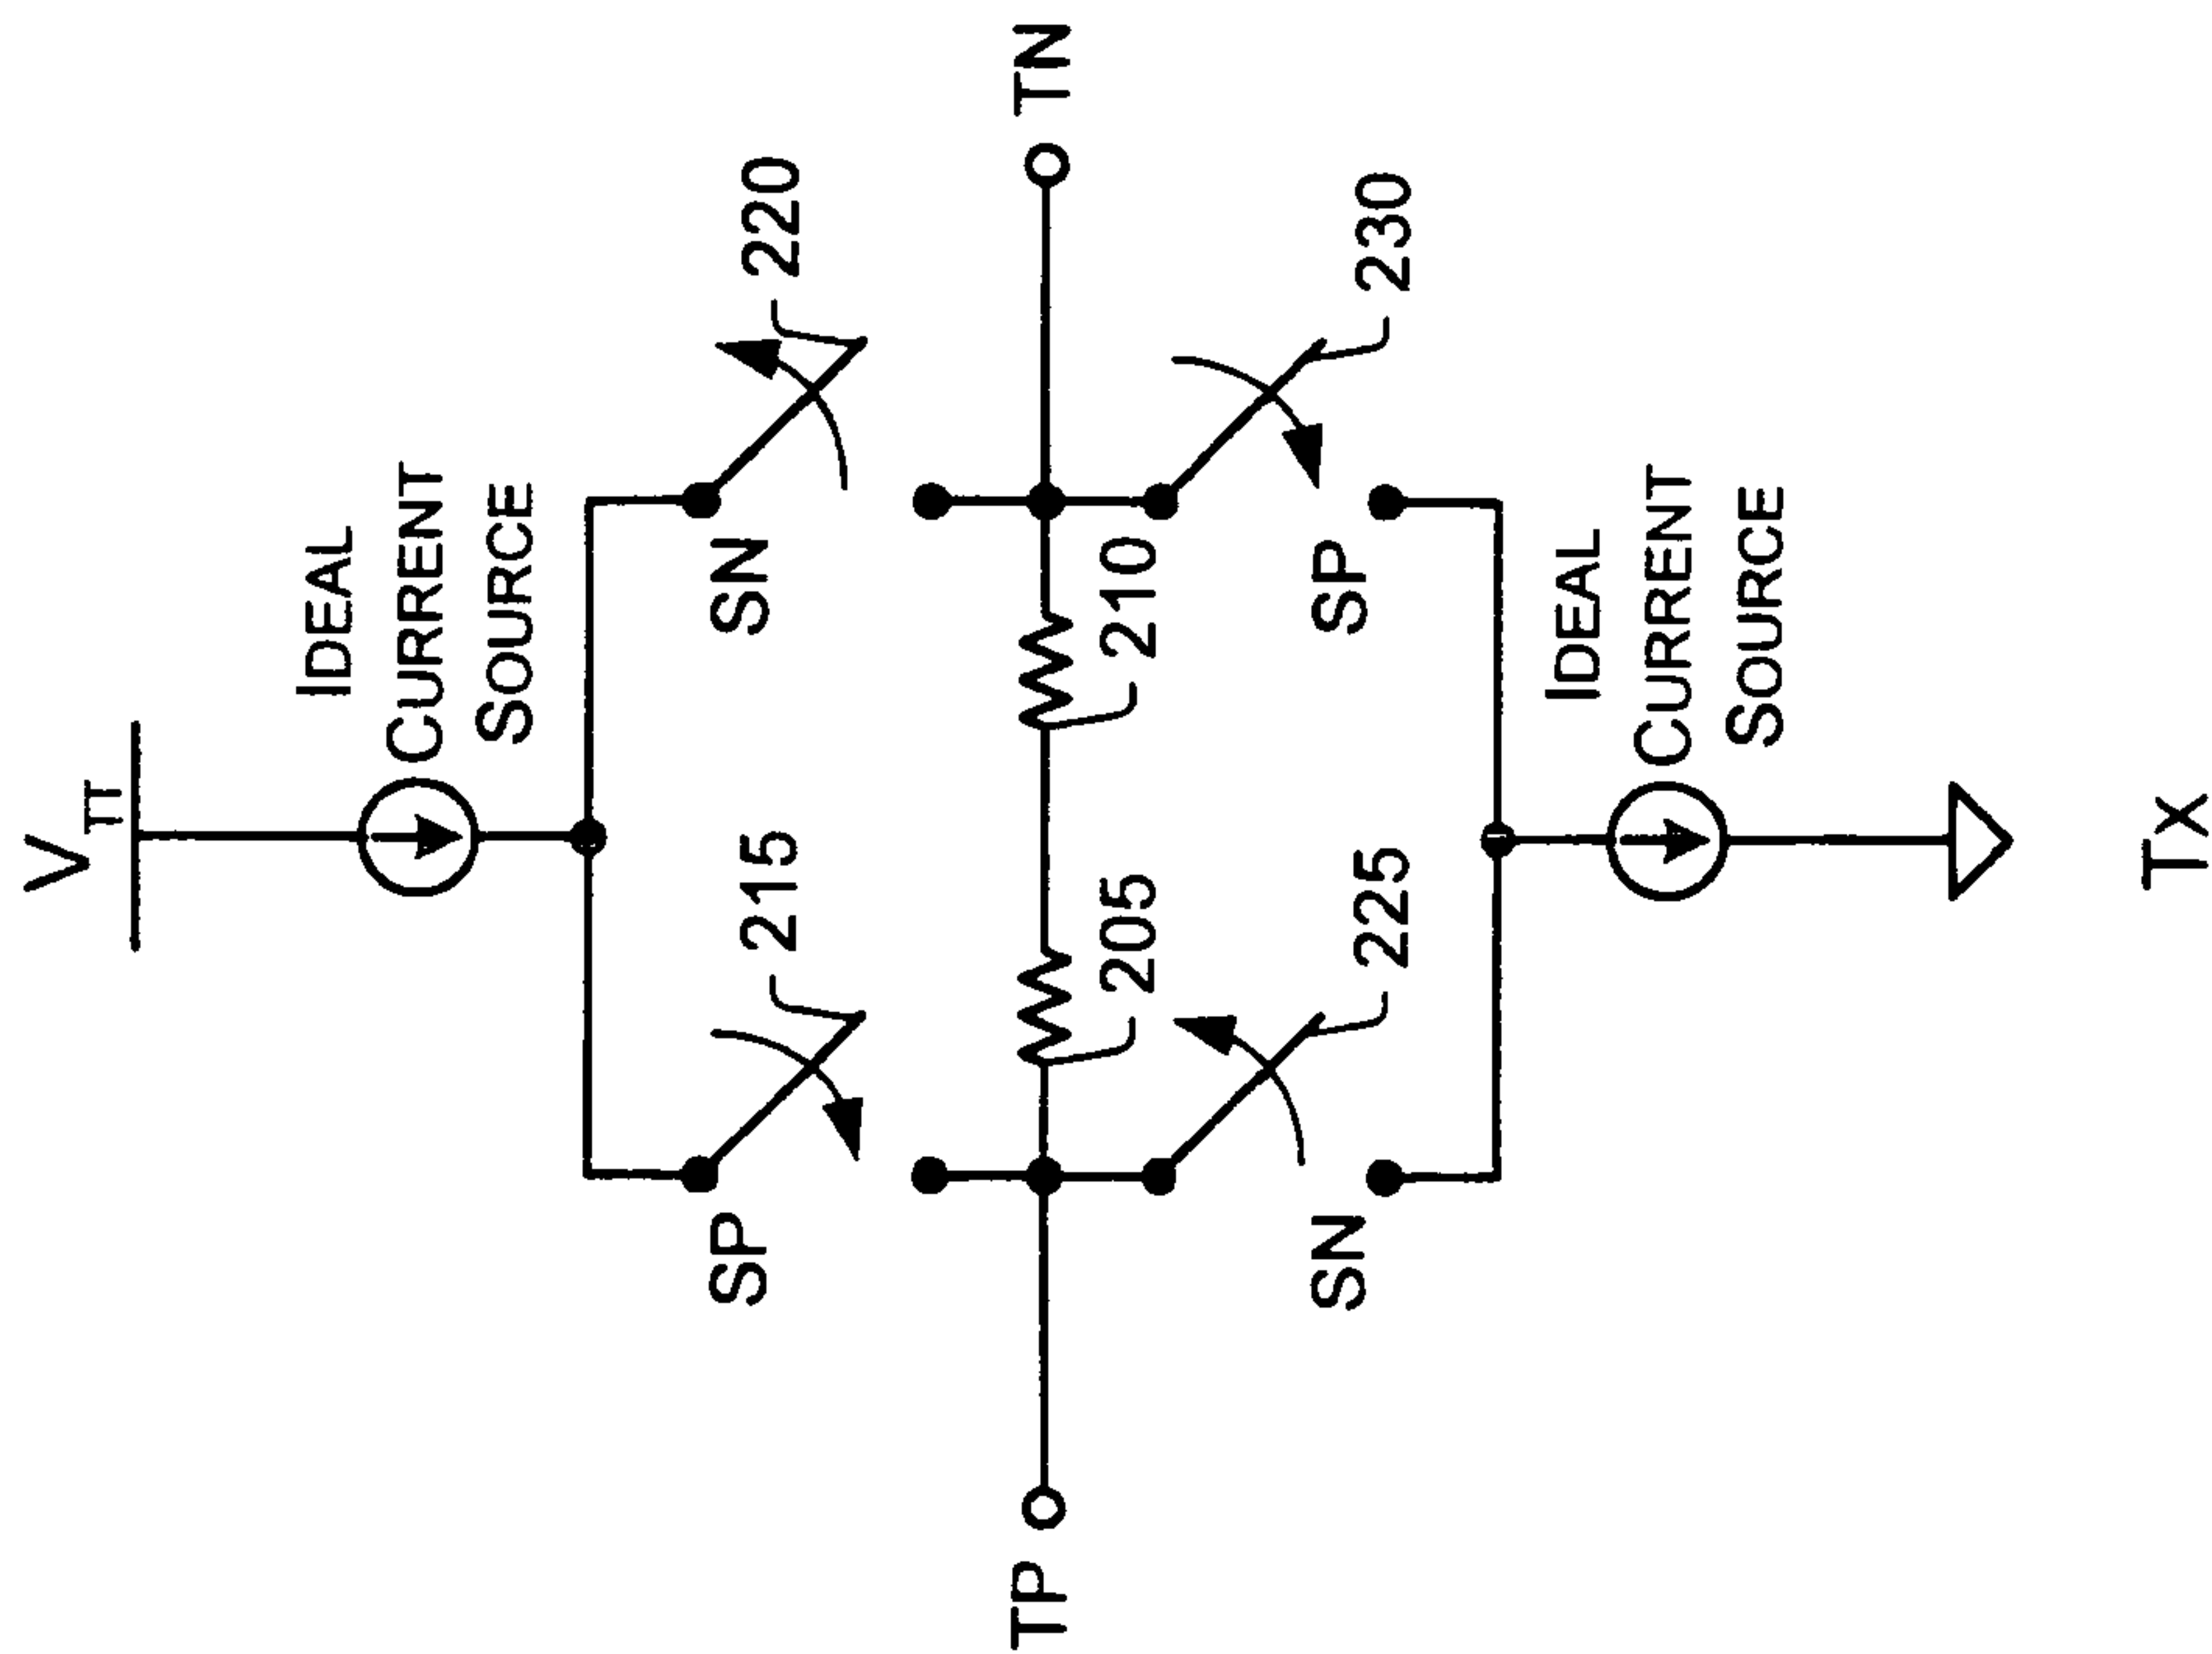 V TT
IDEAL
CURRENT
SOURCE
SP
215
SN
220
TP
205
210
TN
SN
225
SP
230
IDEAL
CURRENT
SOURCE
TX